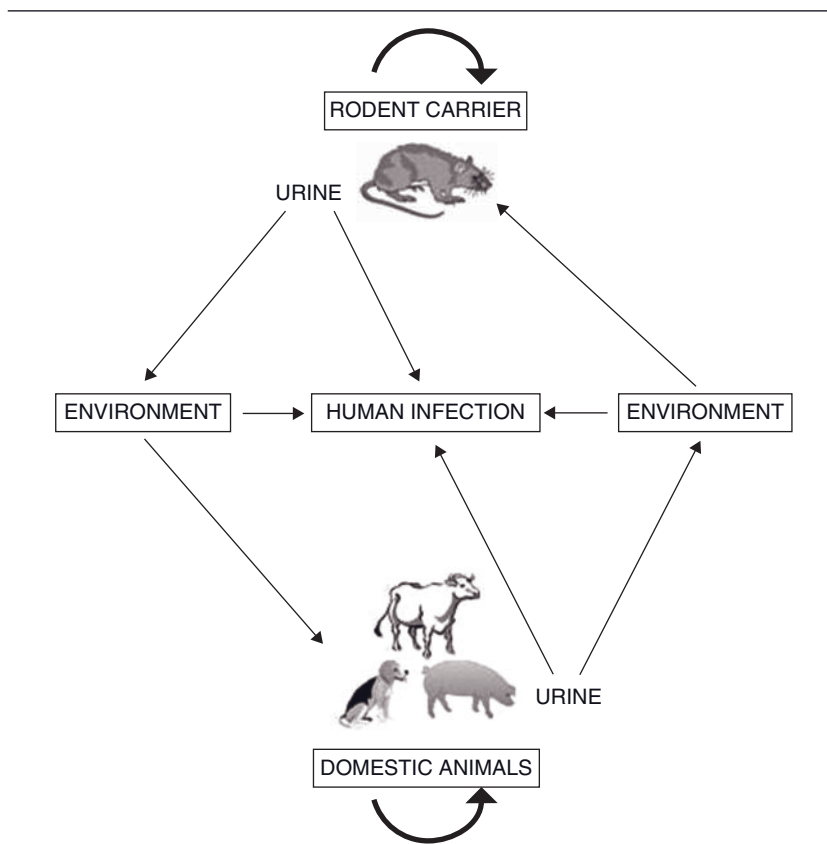 RODENT CARRIER
URINE
ENVIRONMENT
HUMAN INFECTION
ENVIRONMENT
URINE
DOMESTIC ANIMALS